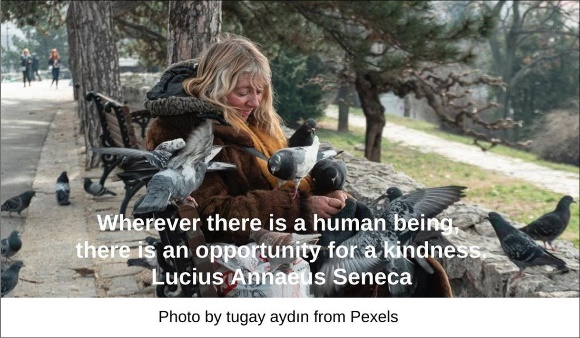 Wherever there is a human being,
there is an opportunity for a kindness.
Lucius Annaeus Seneca
Photo by tugay aydın from Pexels